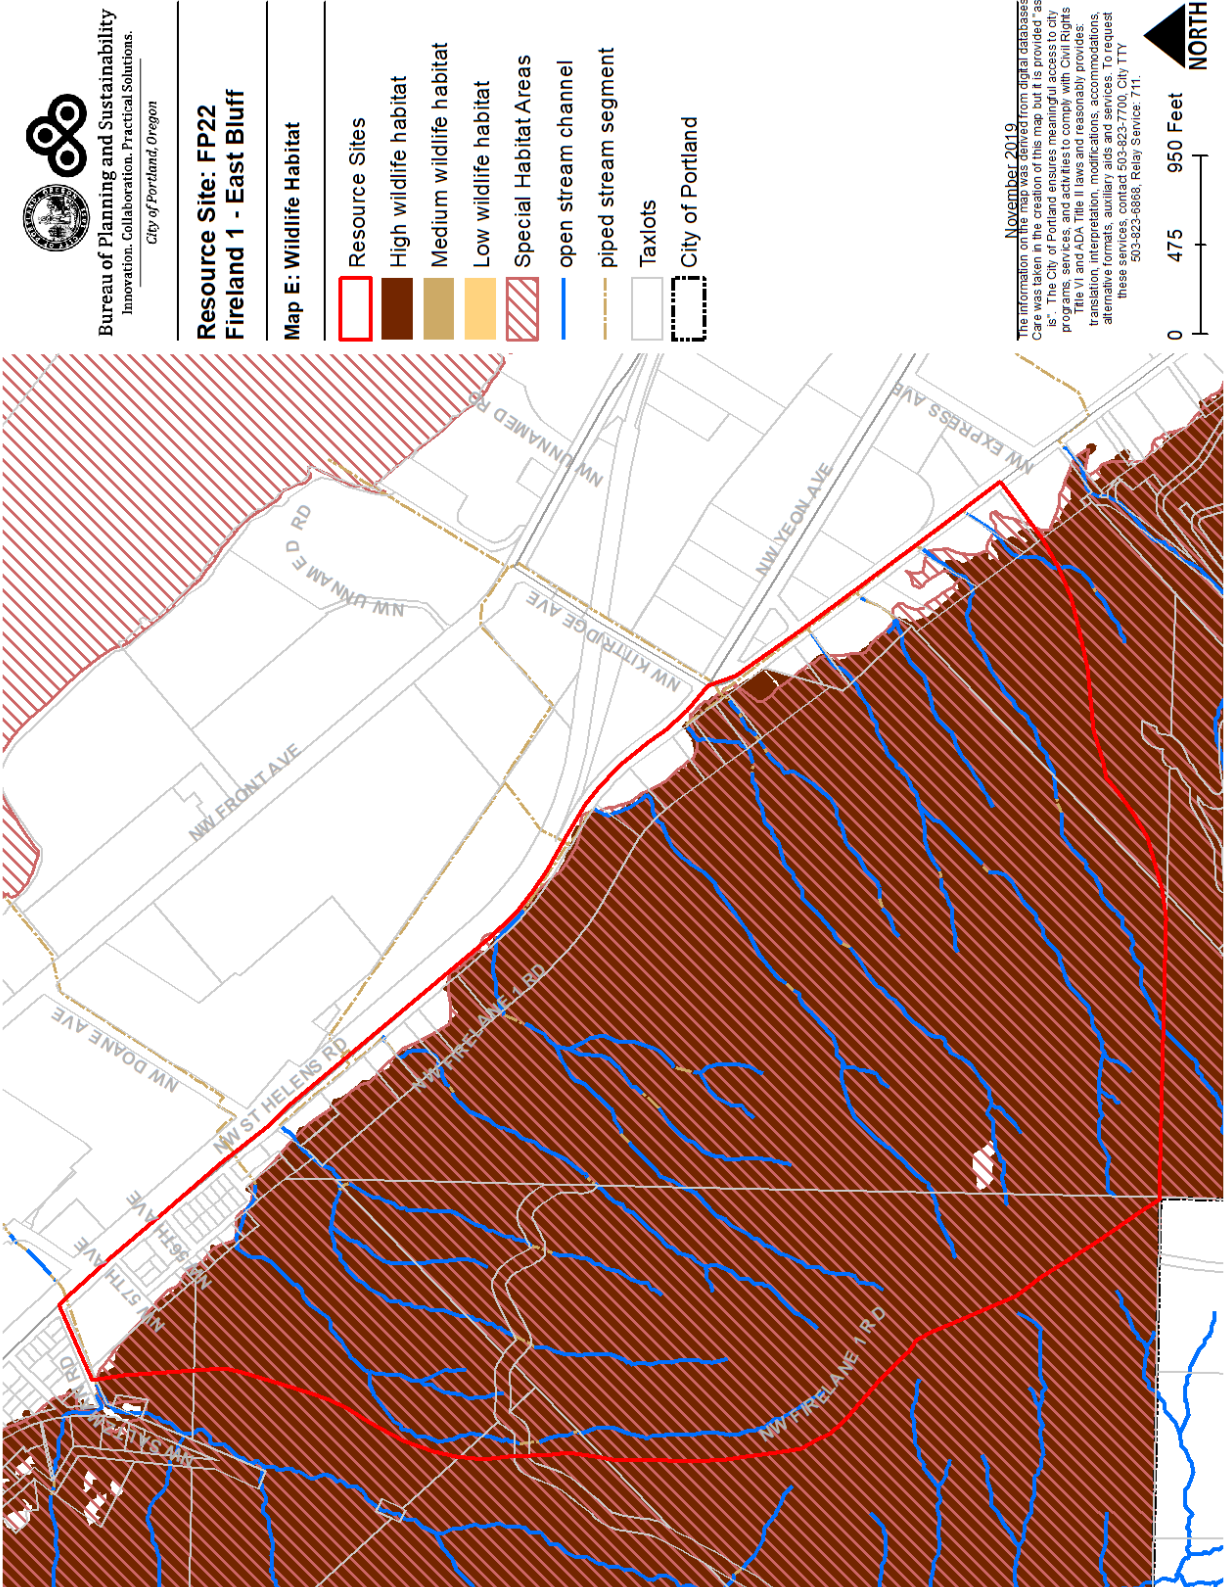 Bureau of Planning and Sustainability
Innovation. Collaboration. Practical Solutions.
City of Portland, Oregon
Resource Site: FP22
Fireland 1 - East Bluff
Map E: Wildlife Habitat
Resource Sites
High wildlife habitat
Medium wildlife habitat
Low wildlife habitat
Special Habitat Areas
open stream channel
piped stream segment
Taxlots
City of Portland
November 2019
The information on the map was derived from digital databases
Care was taken in the creation of this map but it is provided "as
is". The City of Portland ensures meaningful access to city
programs, services, and activities to comply with Civil Rights
Title VI and ADA Title II laws and reasonably provides:
translation, interpretation, modifications, accommodations,
alternative formats, auxiliary aids and services. To request
these services, contact 503-823-7700, City TTY
503-823-6868, Relay Service: 711.
0 475 950 Feet
NORTH
NW UNNAMED RD
NW EXPRESS AVE
NW UNNAMED RD
NW YEON AVE
NW KITTRIDGE AVE
NW FRONT AVE
NW DOANE AVE
NW ST HELENS RD
NW FIRELANE 1 RD
NW 57TH AVE
56TH AVE
NW FIRELANE 1 RD